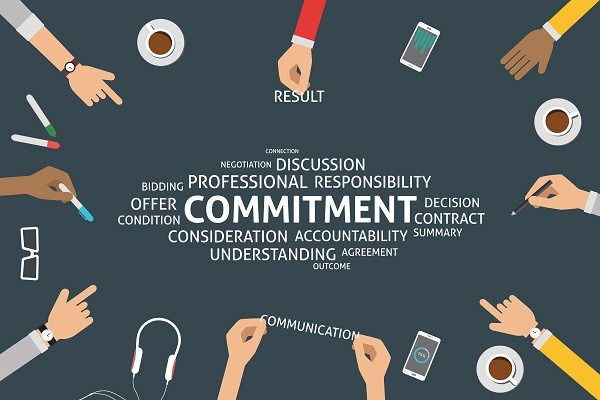 RESULT
CONNECTION
NEGOTIATION DISCUSSION
BIDDING PROFESSIONAL RESPONSIBILITY
OFFER COMMITMENT DECISION
CONDITION CONTRACT
CONSIDERATION ACCOUNTABILITY SUMMARY
UNDERSTANDING AGREEMENT
OUTCOME
COMMUNICATION